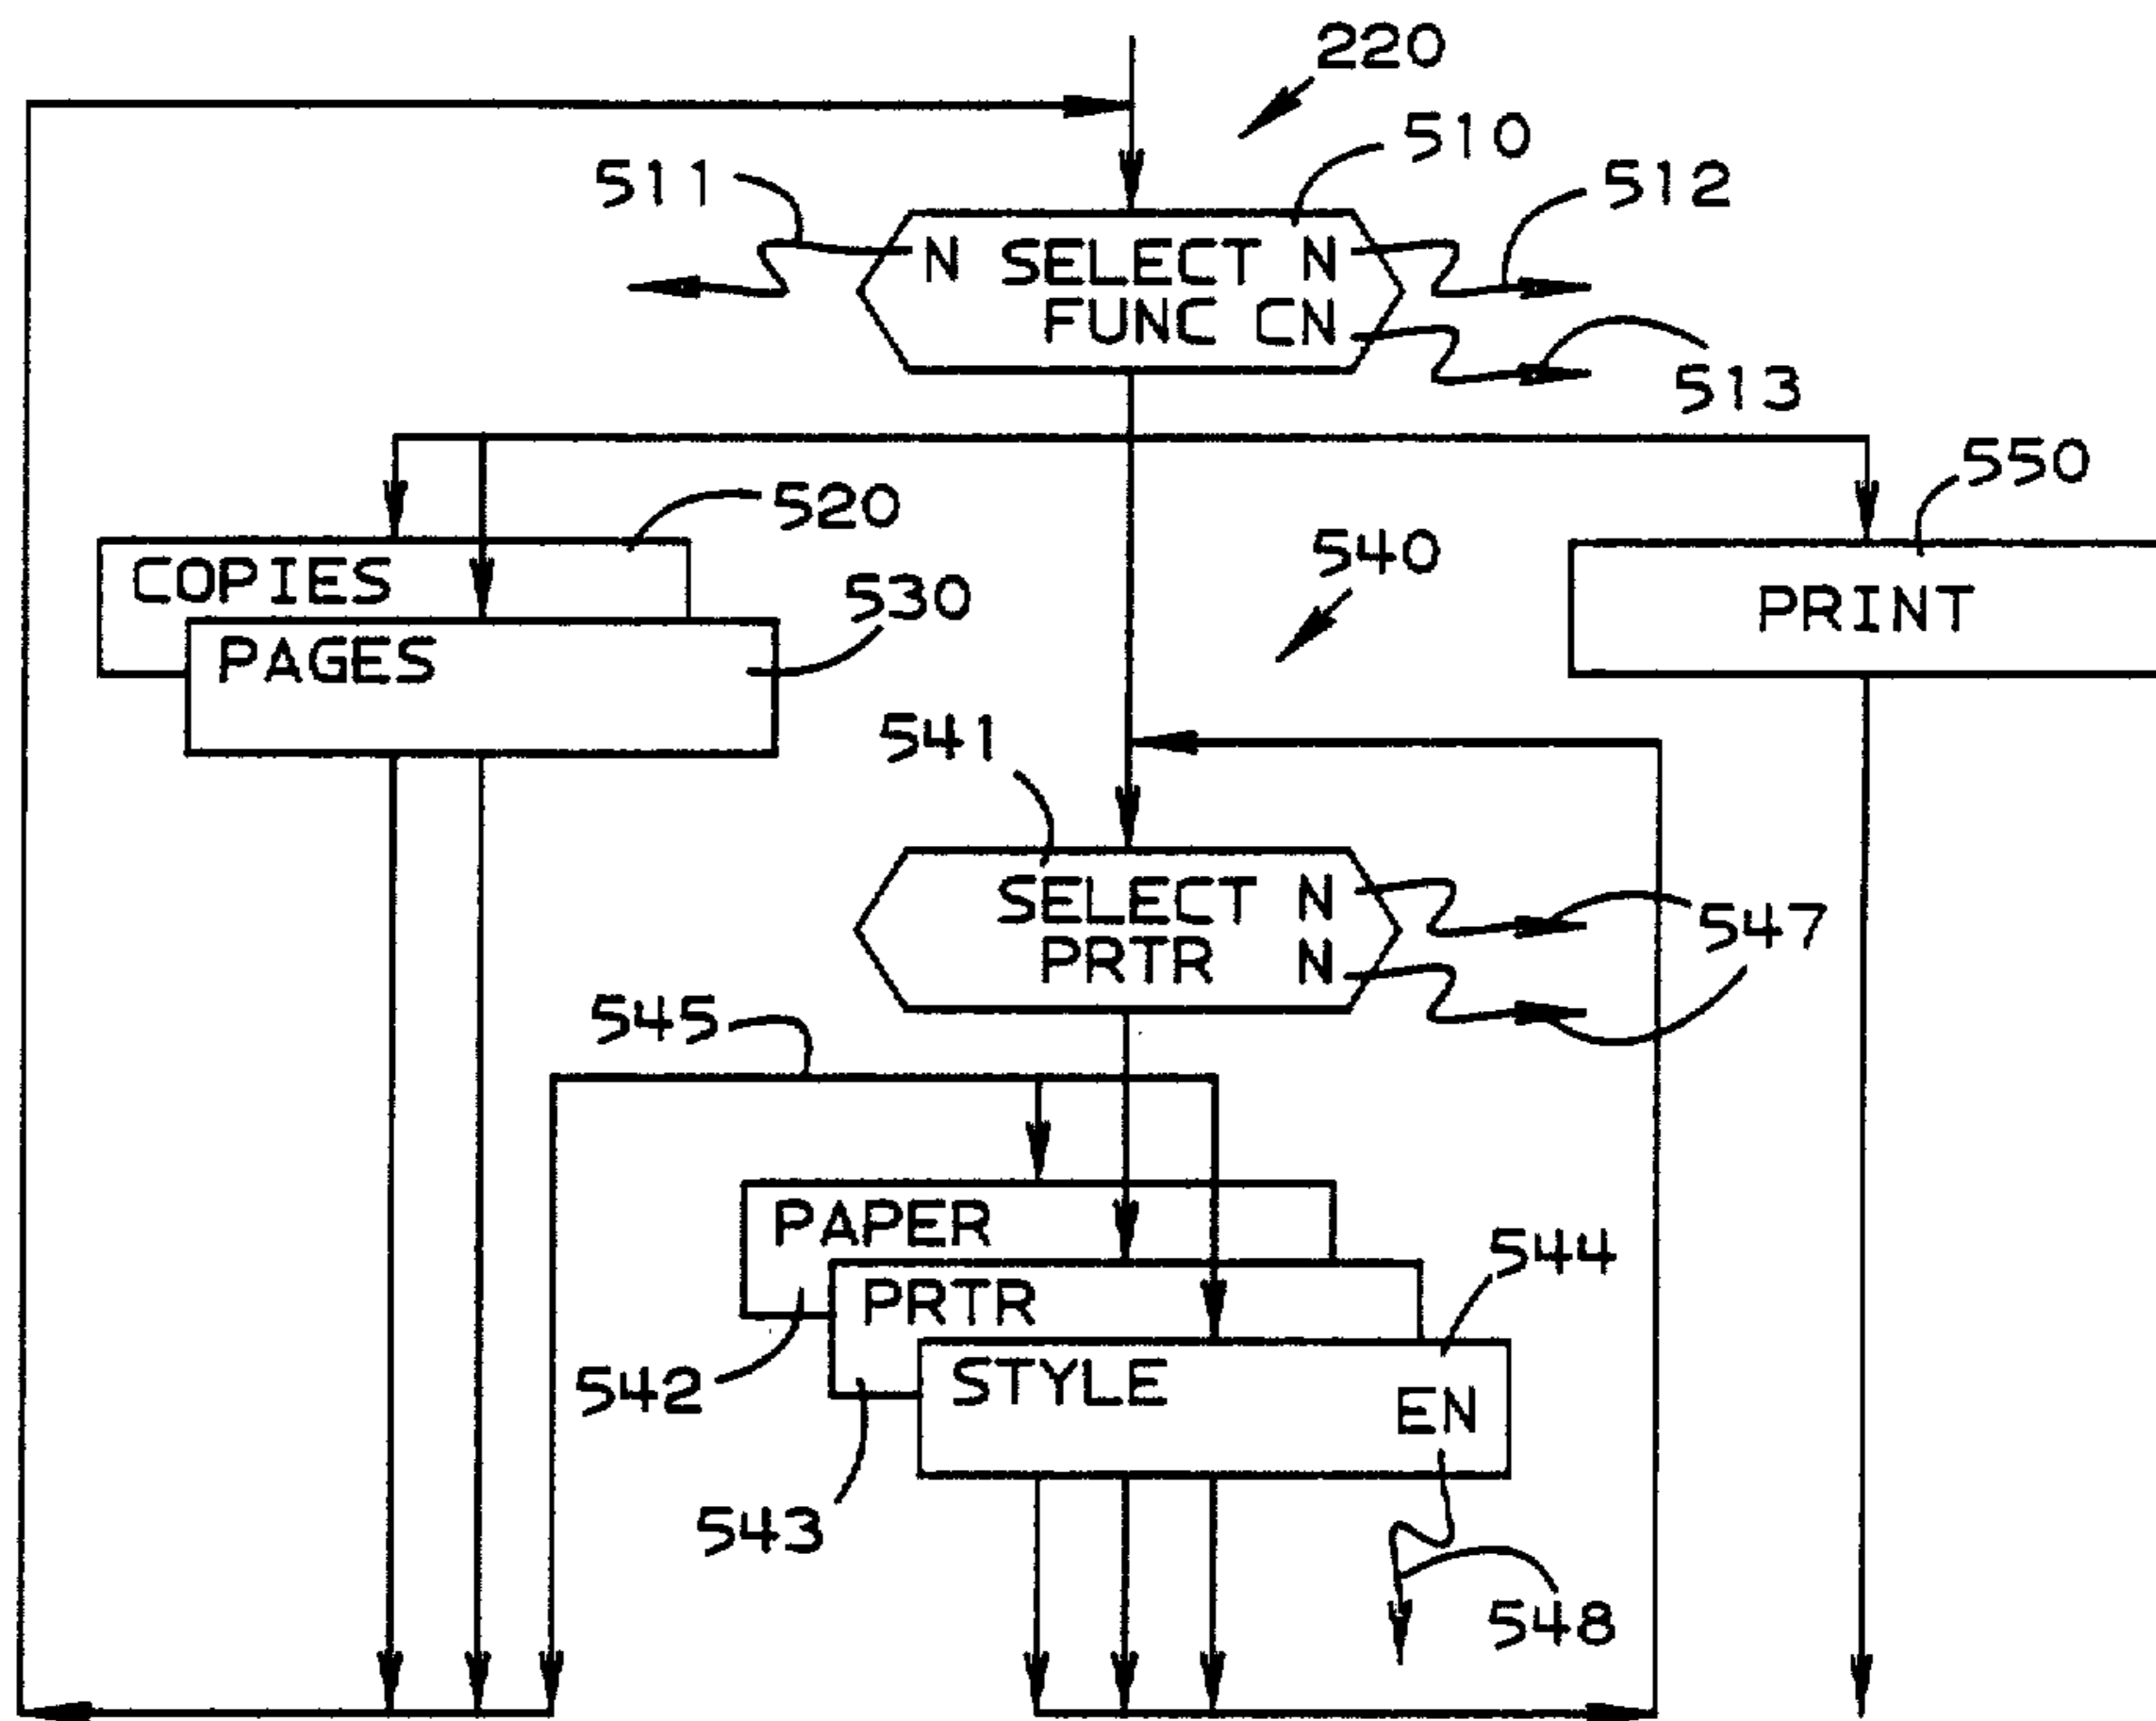 220
510
511
512
N SELECT N
FUNC CN
513
550
520
540
COPIES
530
PRINT
PAGES
541
SELECT N
PRTR N
547
545
PAPER
544
PRTR
STYLE
542
EN
543
548